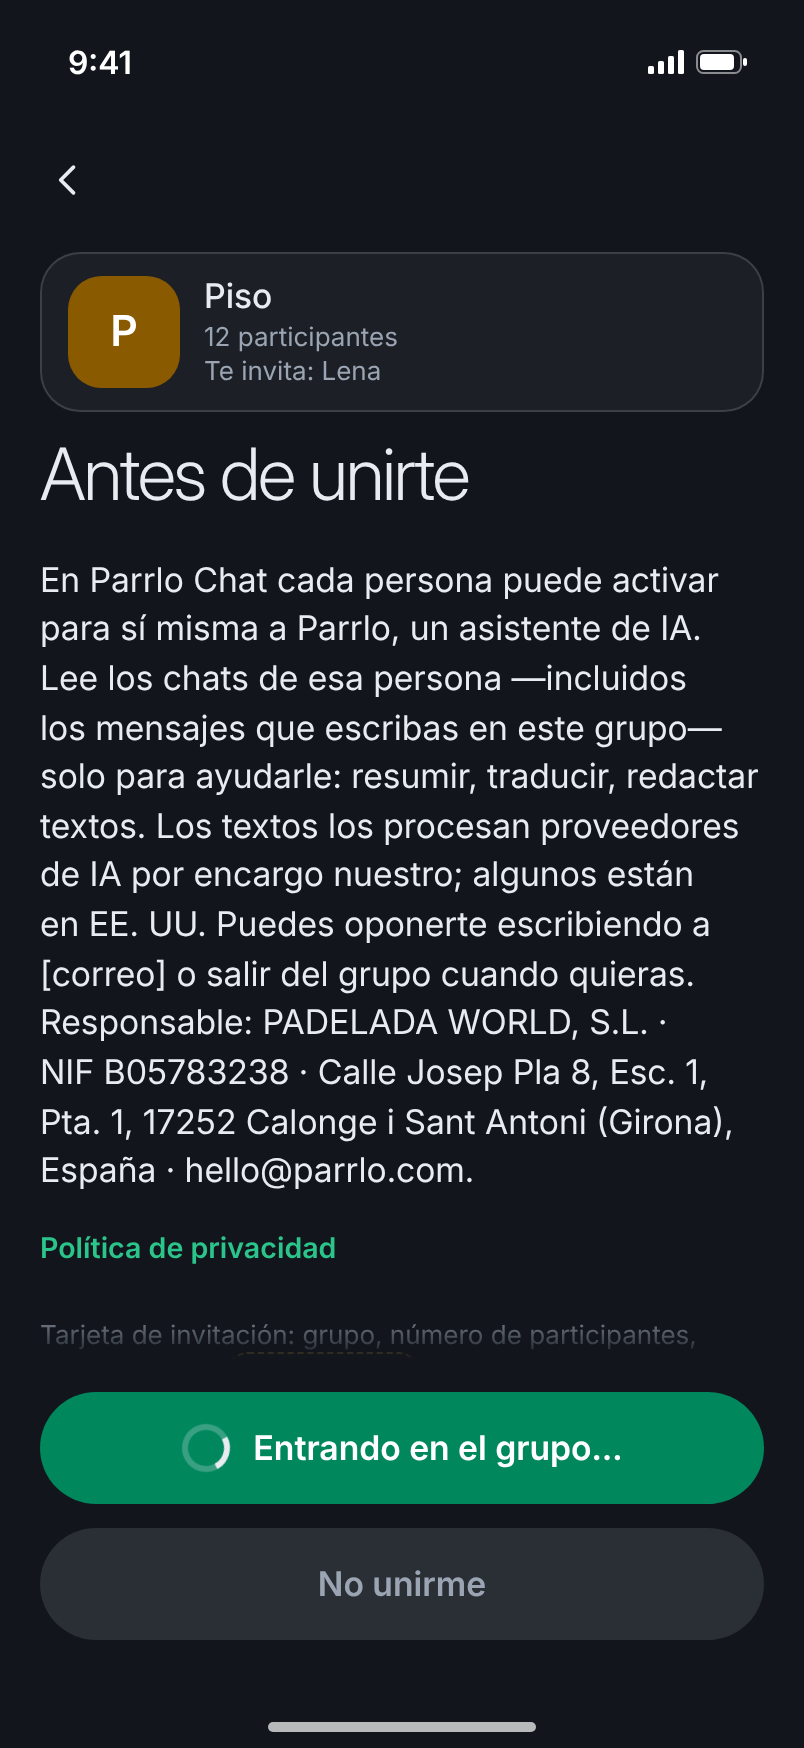 9:41
P
Piso
12 participantes
Te invita: Lena
Antes de unirte
En Parrlo Chat cada persona puede activar
para sí misma a Parrlo, un asistente de IA.
Lee los chats de esa persona —incluidos
los mensajes que escribas en este grupo—
solo para ayudarle: resumir, traducir, redactar
textos. Los textos los procesan proveedores
de IA por encargo nuestro; algunos están
en EE. UU. Puedes oponerte escribiendo a
[correo] o salir del grupo cuando quieras.
Responsable: PADELADA WORLD, S.L. ·
NIF B05783238 · Calle Josep Pla 8, Esc. 1,
Pta. 1, 17252 Calonge i Sant Antoni (Girona),
España · hello@parrlo.com.
Política de privacidad
Tarjeta de invitación: grupo, número de participantes,
Entrando en el grupo...
No unirme